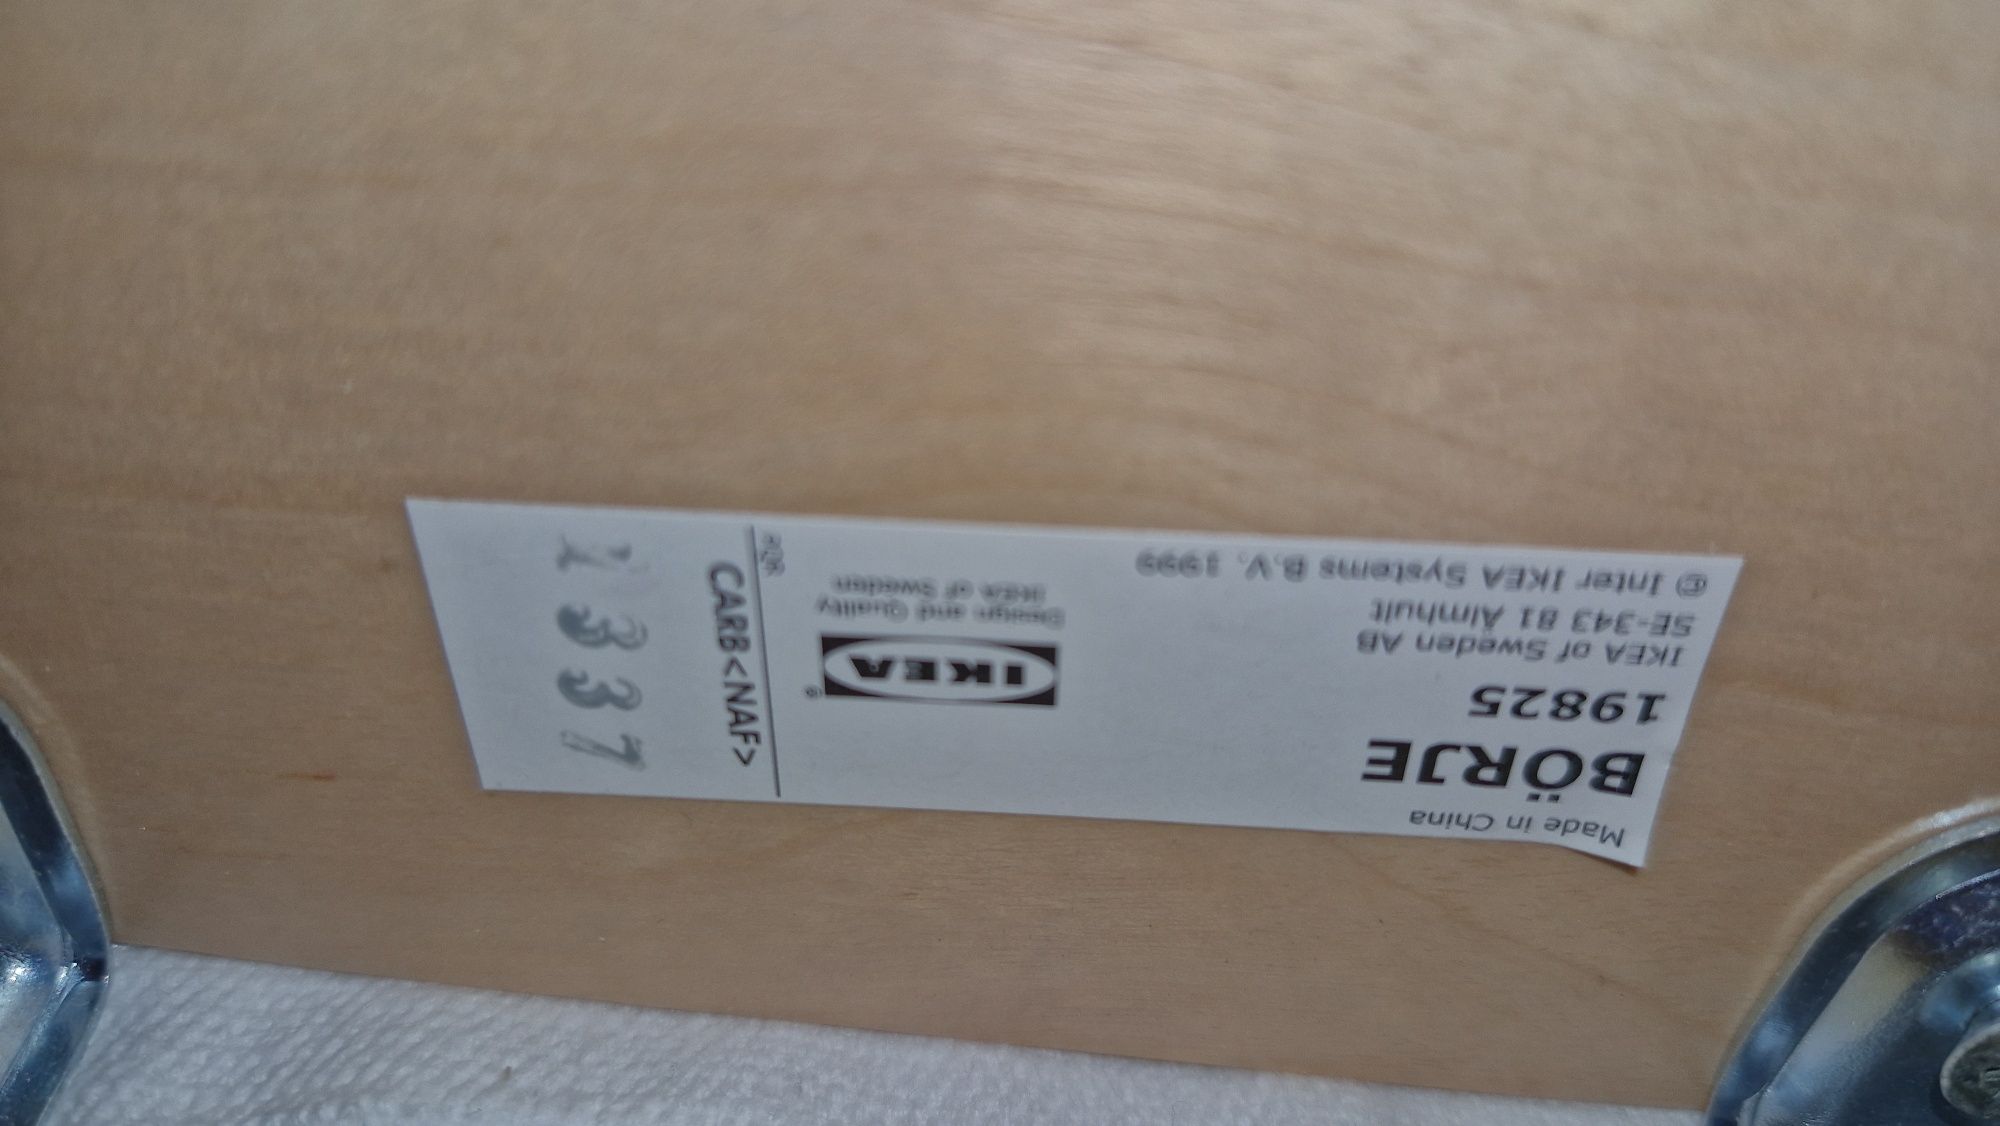 Made in China
BÖRJE
19825
IKEA of Sweden AB
SE-343 81 Älmhult
© Inter IKEA Systems B.V. 1999
IKEA®
Design and Quality
IKEA of Sweden
CARB<NAF>
1337